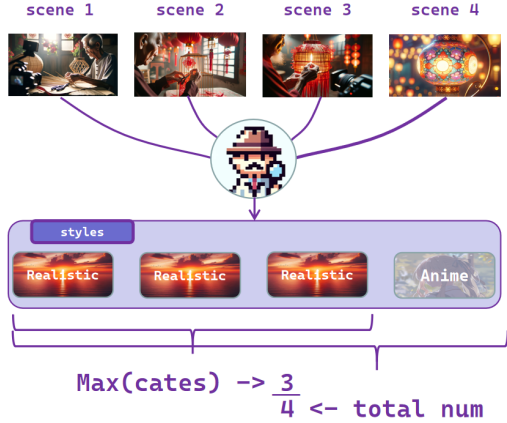 scene 1
scene 2
scene 3
scene 4
styles
Realistic
Realistic
Realistic
Anime
Max(cates) -> 3
4 <- total num